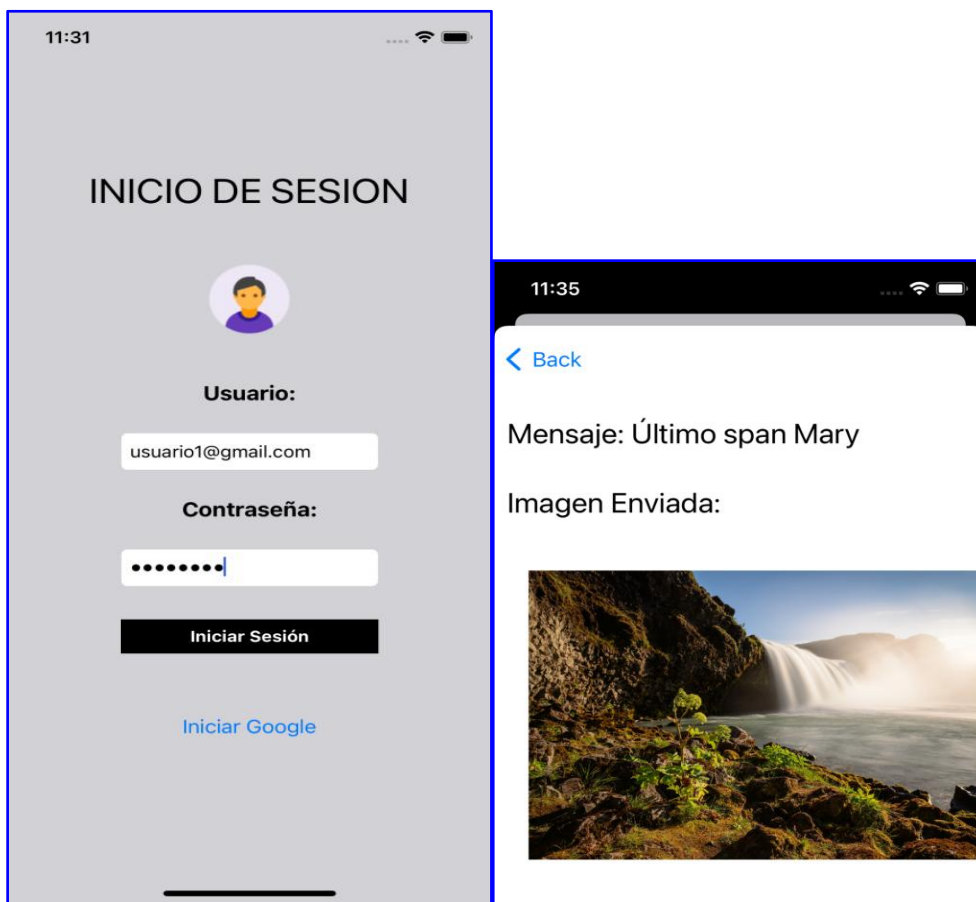 11:31
INICIO DE SESION
Usuario:
usuario1@gmail.com
Contraseña:
Iniciar Sesión
Iniciar Google
11:35
Back
Mensaje: Último span Mary
Imagen Enviada: